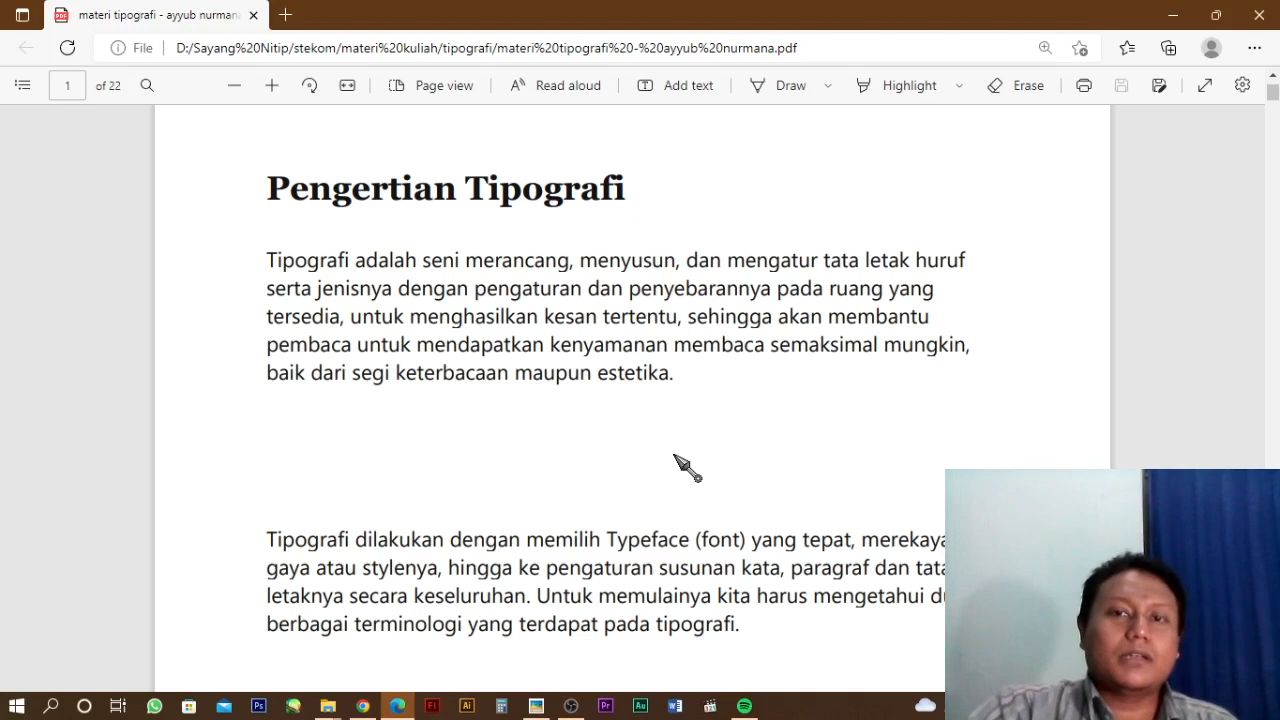 materi tipografi - ayyub nurmana
File
D:/Sayang%20Nitip/stekom/materi%20kuliah/tipografi/materi%20tipografi%20-%20ayyub%20nurmana.pdf
1 of 22
Page view
Read aloud
Add text
Draw
Highlight
Erase
Pengertian Tipografi
Tipografi adalah seni merancang, menyusun, dan mengatur tata letak huruf
serta jenisnya dengan pengaturan dan penyebarannya pada ruang yang
tersedia, untuk menghasilkan kesan tertentu, sehingga akan membantu
pembaca untuk mendapatkan kenyamanan membaca semaksimal mungkin,
baik dari segi keterbacaan maupun estetika.
Tipografi dilakukan dengan memilih Typeface (font) yang tepat, merekaya
gaya atau stylenya, hingga ke pengaturan susunan kata, paragraf dan tata
letaknya secara keseluruhan. Untuk memulainya kita harus mengetahui du
berbagai terminologi yang terdapat pada tipografi.